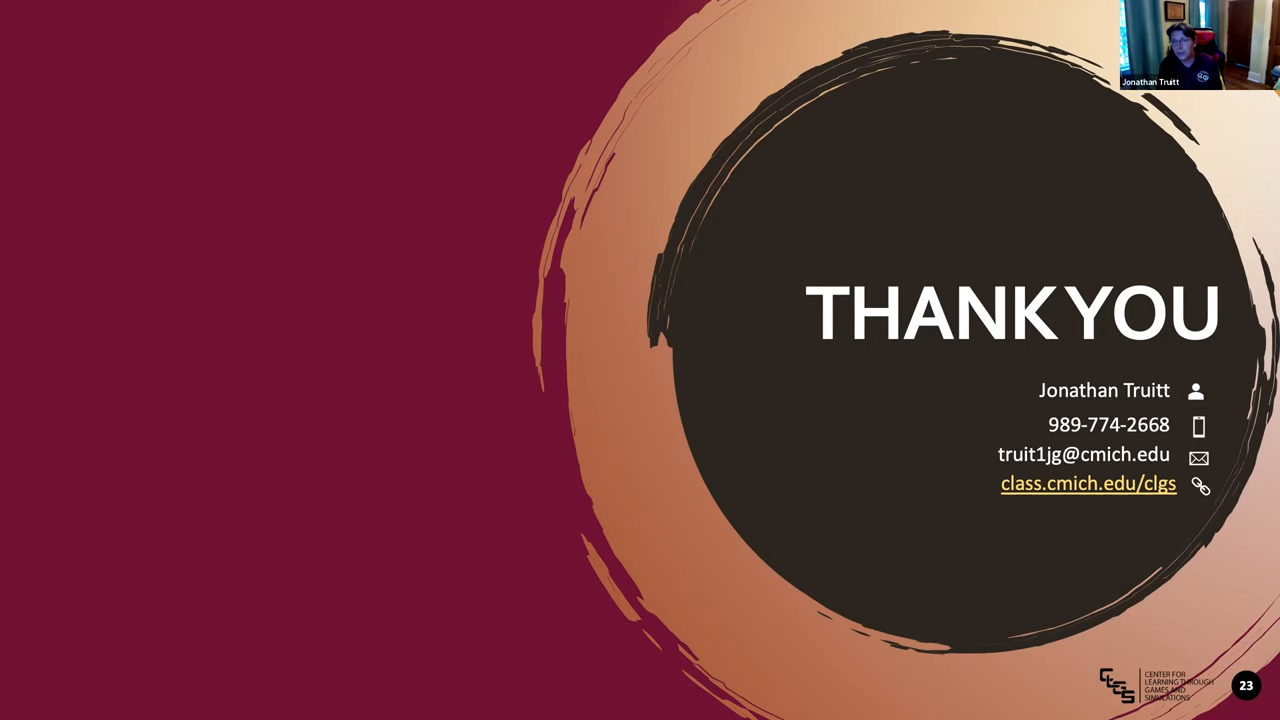 Jonathan Truitt
THANK YOU
Jonathan Truitt
989-774-2668
truit1jg@cmich.edu
class.cmich.edu/clgs
CLGS
CENTER FOR
LEARNING THROUGH
GAMES AND
SIMULATIONS
23